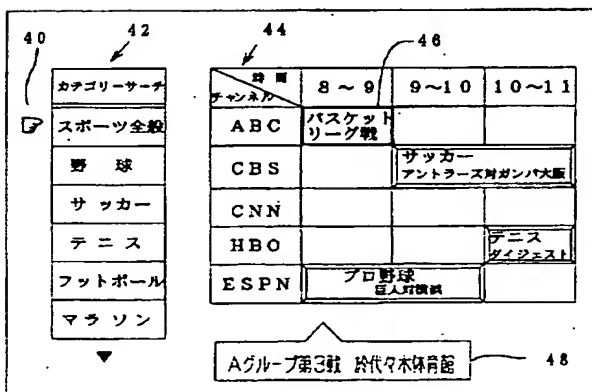 40
42
44
46
カテゴリーサーチ
スポーツ全般
野 球
サ ッ カ ー
テ ニ ス
フットボール
マ ラ ソ ン
時 間
チャンネル
8～9
9～10
10～11
ABC
バスケット
リーグ戦
CBS
サッカー
アントラーズ対ガンバ大阪
CNN
HBO
テニス
ダイジェスト
ESPN
プロ野球
巨人対横浜
Aグループ第3戦 於代々木体育館
48